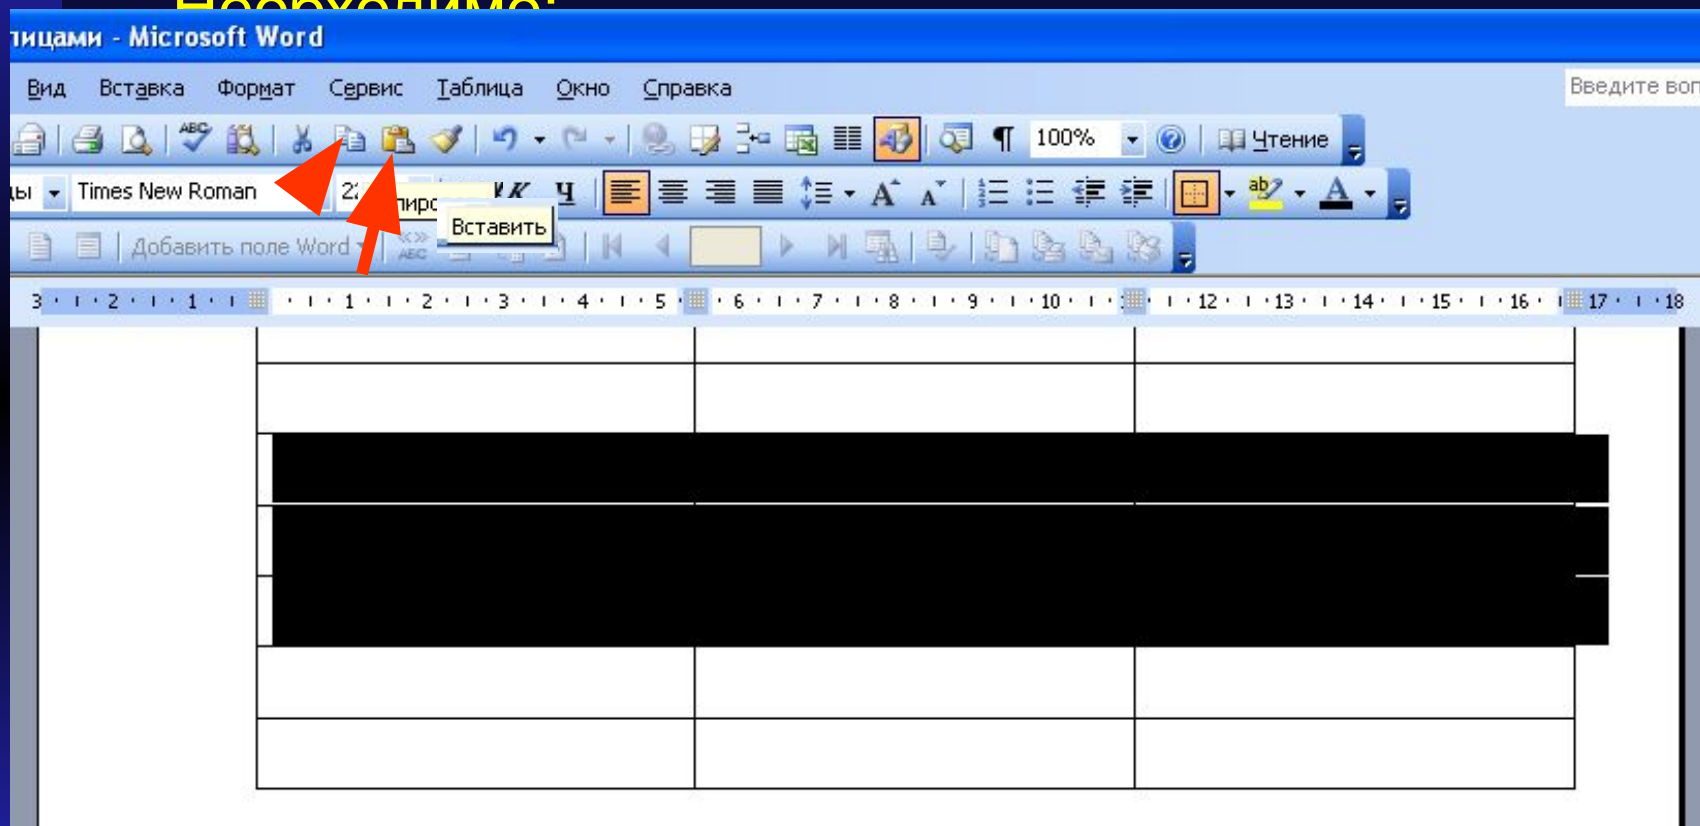 Необходимо:
лицами - Microsoft Word
Вид Вставка Формат Сервис Таблица Окно Справка
Введите воп
100% Чтение
Times New Roman
Ч
Вставить
Добавить поле Word
3 2 1 1 2 3 4 5 6 7 8 9 10 12 13 14 15 16 17 18